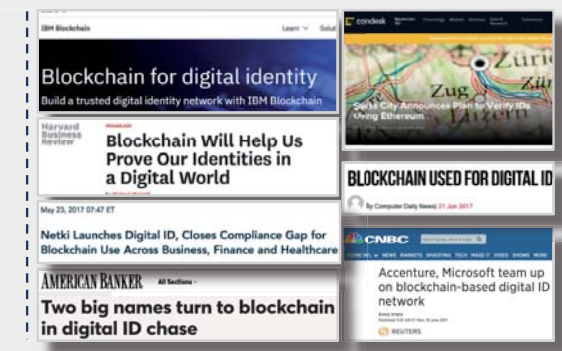 IBM Blockchain
Learn
Blockchain for digital identity
Build a trusted digital identity network with IBM Blockchain
Harvard
Business
Review
Blockchain Will Help Us
Prove Our Identities in
a Digital World
May 23, 2017 07:47 ET
Netki Launches Digital ID, Closes Compliance Gap for
Blockchain Use Across Business, Finance and Healthcare
AMERICAN BANKER All Sections
Two big names turn to blockchain
in digital ID chase
coindesk
Technology
Zürich
Zug
Swiss City Announces Plan to Verify IDs
Using Ethereum
BLOCKCHAIN USED FOR DIGITAL ID
by Computer Daily News| 21 Jun 2017
CNBC
NEWS MARKETS INVESTING TECH MAKE IT VIDEO SHOWS MORE
Accenture, Microsoft team up
on blockchain-based digital ID
network
REUTERS